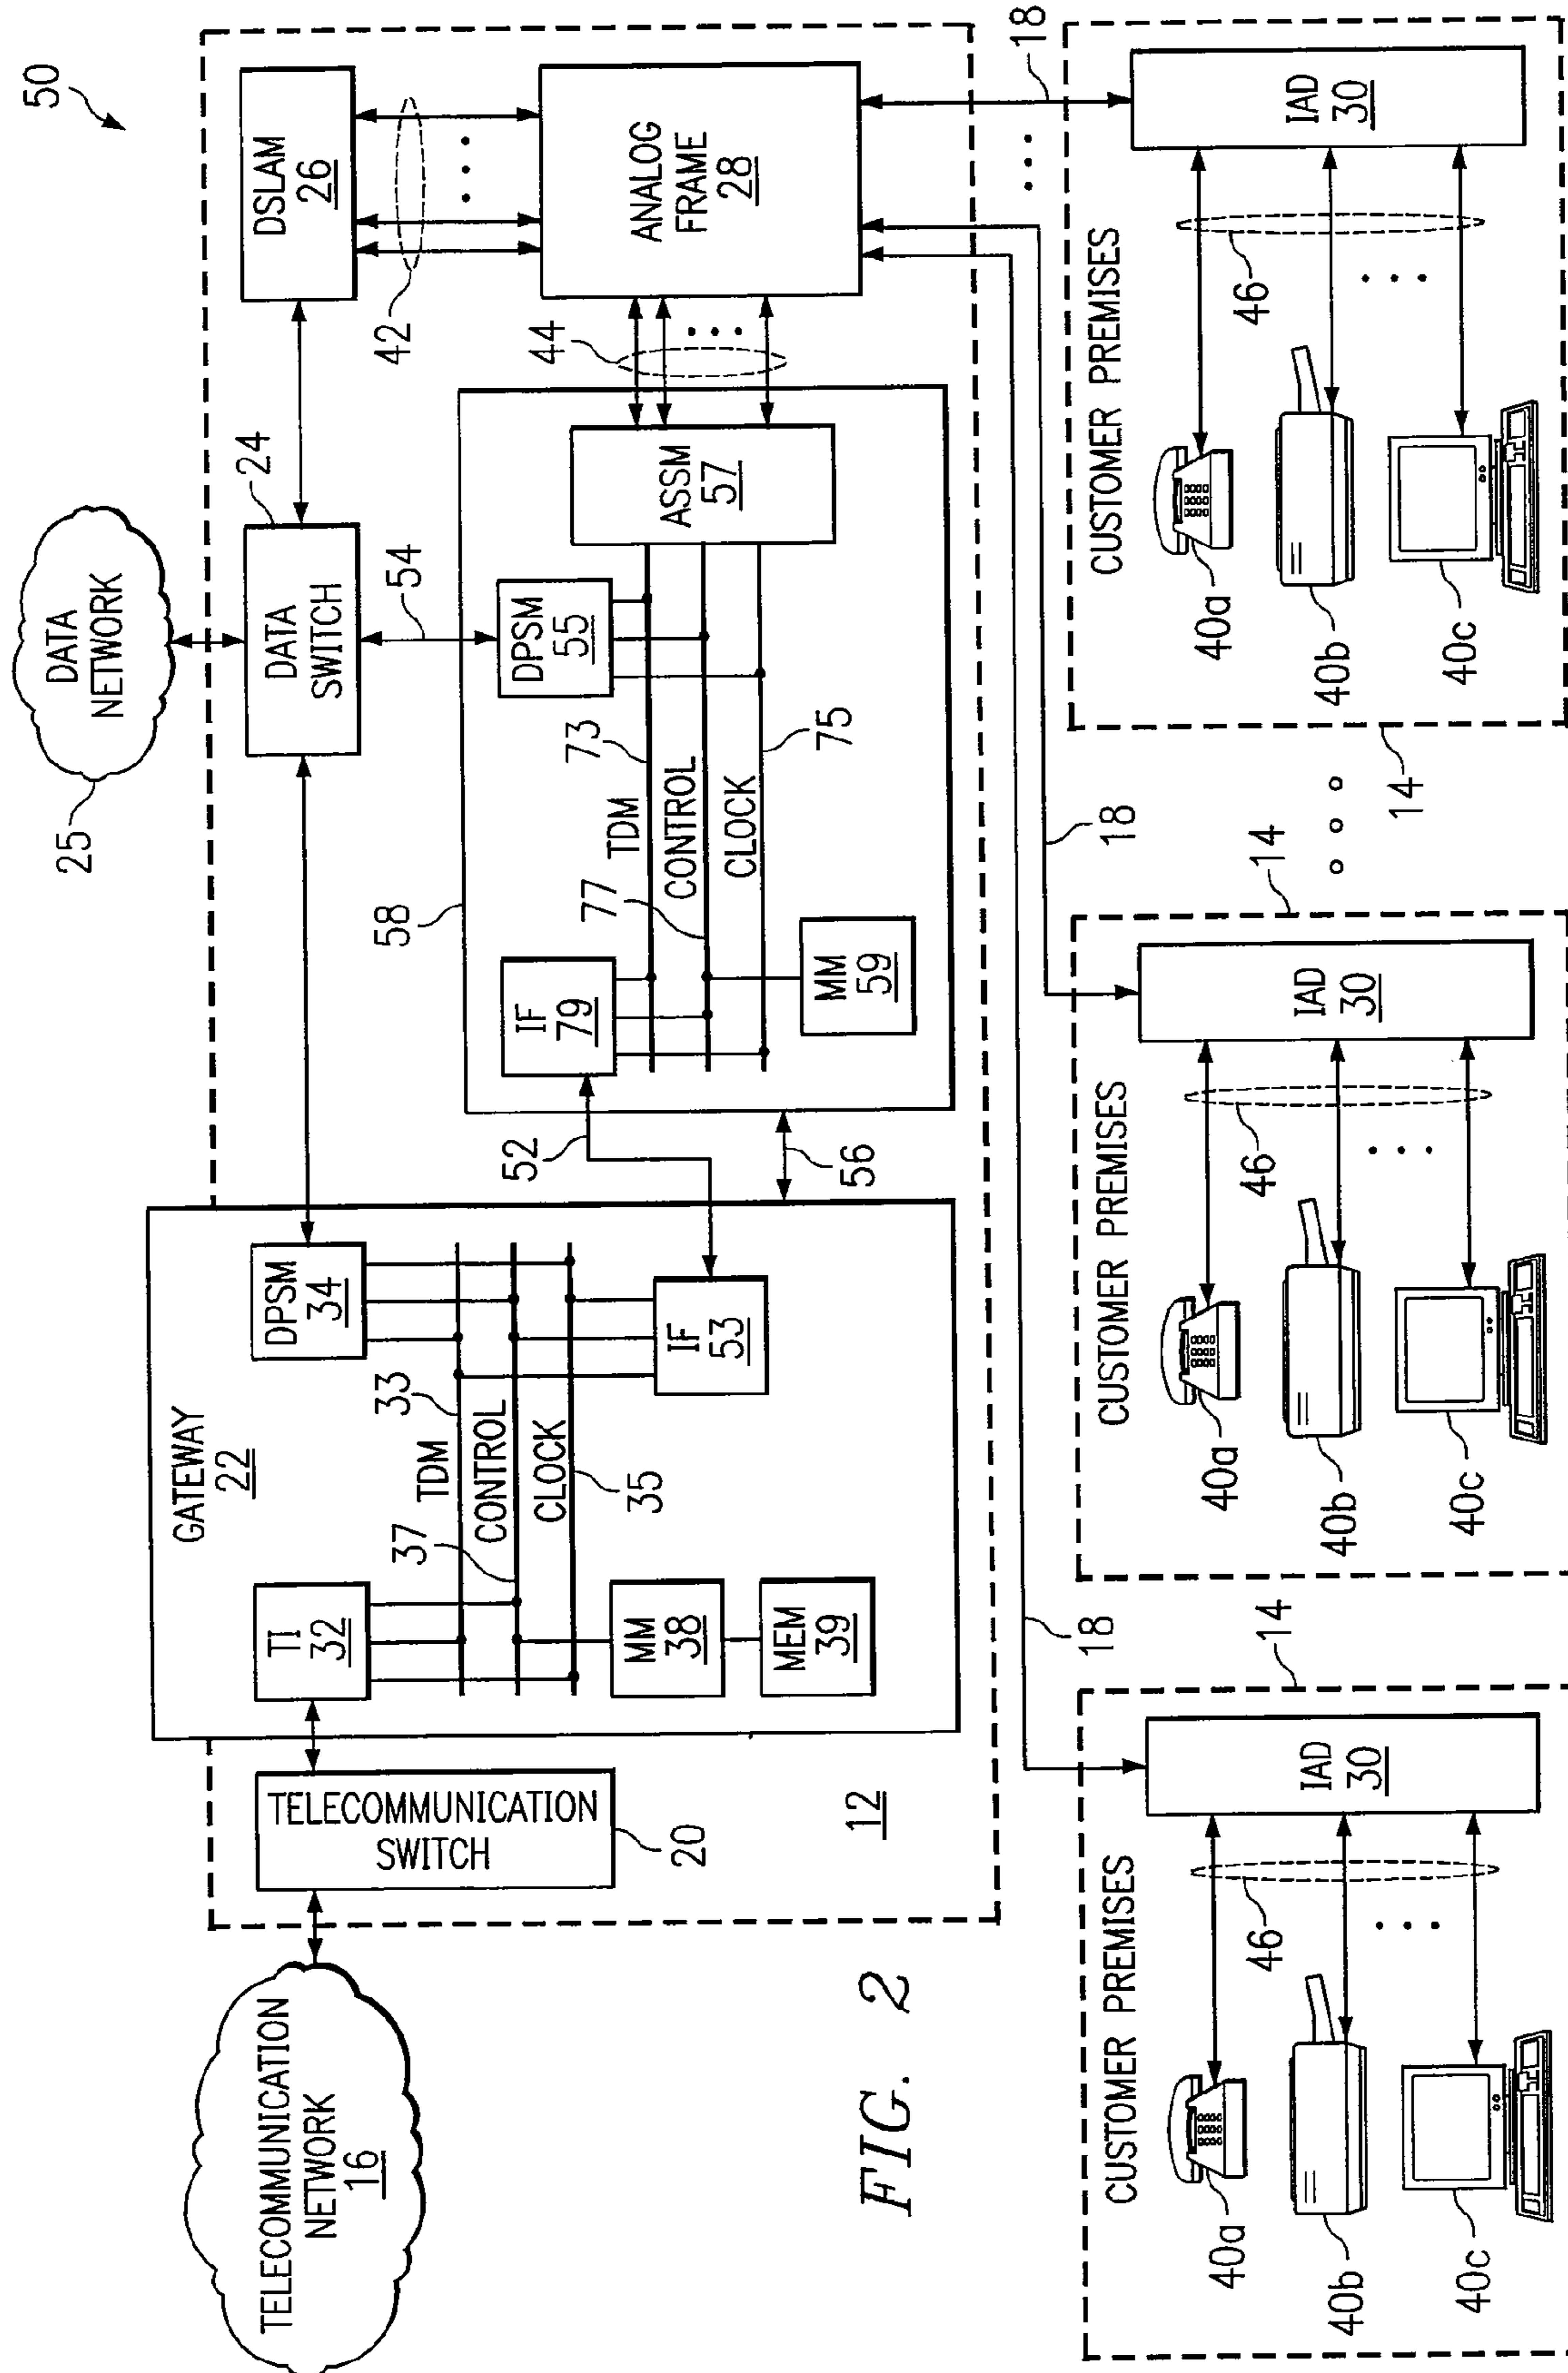 50
DATA
NETWORK
25
TELECOMMUNICATION
NETWORK
16
TELECOMMUNICATION
SWITCH
20
12
GATEWAY
22
TI
32
DPSM
34
33
TDM
CONTROL
37
CLOCK
35
MM
38
MEM
39
IF
53
52
56
58
IF
79
77
TDM
73
CONTROL
CLOCK
75
MM
59
DPSM
55
54
ASSM
57
DATA
SWITCH
24
DSLAM
26
42
44
ANALOG
FRAME
28
18
18
18
FIG. 2
14
CUSTOMER PREMISES
IAD
30
46
40a
40b
40c
14
CUSTOMER PREMISES
IAD
30
46
40a
40b
40c
14
CUSTOMER PREMISES
IAD
30
46
40a
40b
40c